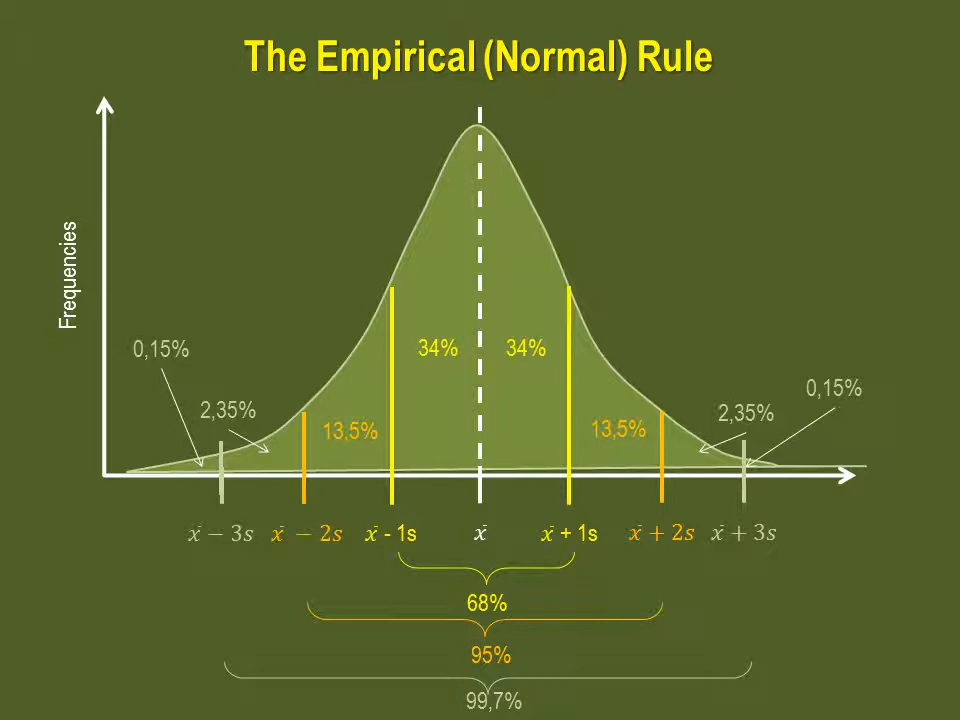 The Empirical (Normal) Rule
Frequencies
0,15%
2,35%
13,5%
34%
34%
13,5%
2,35%
0,15%
x̄ − 3s
x̄ − 2s
x̄ - 1s
x̄
x̄ + 1s
x̄ + 2s
x̄ + 3s
68%
95%
99,7%